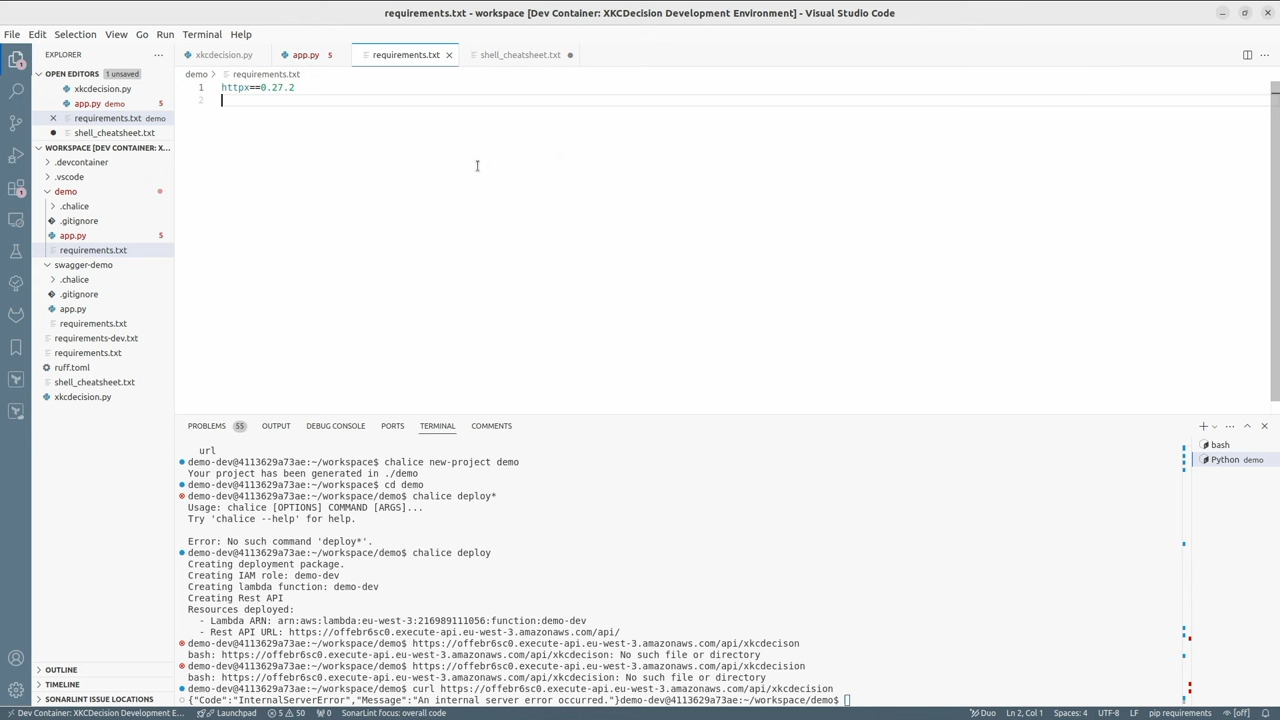 requirements.txt - workspace [Dev Container: XKCDecision Development Environment] - Visual Studio Code
File Edit Selection View Go Run Terminal Help
EXPLORER
xkcdecision.py app.py 5 requirements.txt shell_cheatsheet.txt
OPEN EDITORS 1 unsaved
xkcdecision.py
app.py demo 5
requirements.txt demo
shell_cheatsheet.txt
WORKSPACE [DEV CONTAINER: X...
.devcontainer
.vscode
demo
.chalice
.gitignore
app.py 5
requirements.txt
swagger-demo
.chalice
.gitignore
app.py
requirements.txt
requirements-dev.txt
requirements.txt
ruff.toml
shell_cheatsheet.txt
xkcdecision.py
OUTLINE
TIMELINE
SONARLINT ISSUE LOCATIONS
demo > requirements.txt
1 httpx==0.27.2
2
PROBLEMS 55 OUTPUT DEBUG CONSOLE PORTS TERMINAL COMMENTS
url
demo-dev@4113629a73ae:~/workspace$ chalice new-project demo
Your project has been generated in ./demo
demo-dev@4113629a73ae:~/workspace$ cd demo
demo-dev@4113629a73ae:~/workspace/demo$ chalice deploy*
Usage: chalice [OPTIONS] COMMAND [ARGS]...
Try 'chalice --help' for help.
Error: No such command 'deploy*'.
demo-dev@4113629a73ae:~/workspace/demo$ chalice deploy
Creating deployment package.
Creating IAM role: demo-dev
Creating lambda function: demo-dev
Creating Rest API
Resources deployed:
- Lambda ARN: arn:aws:lambda:eu-west-3:216989111056:function:demo-dev
- Rest API URL: https://offebr6sc0.execute-api.eu-west-3.amazonaws.com/api/
demo-dev@4113629a73ae:~/workspace/demo$ https://offebr6sc0.execute-api.eu-west-3.amazonaws.com/api/xkcdecison
bash: https://offebr6sc0.execute-api.eu-west-3.amazonaws.com/api/xkcdecison: No such file or directory
demo-dev@4113629a73ae:~/workspace/demo$ https://offebr6sc0.execute-api.eu-west-3.amazonaws.com/api/xkcdecision
bash: https://offebr6sc0.execute-api.eu-west-3.amazonaws.com/api/xkcdecision: No such file or directory
demo-dev@4113629a73ae:~/workspace/demo$ curl https://offebr6sc0.execute-api.eu-west-3.amazonaws.com/api/xkcdecision
{"Code":"InternalServerError","Message":"An internal server error occurred."}demo-dev@4113629a73ae:~/workspace/demo$
bash
Python demo
Dev Container: XKCDecision Development E... Launchpad 5 50 0 SonarLint focus: overall code Duo Ln 2, Col 1 Spaces: 4 UTF-8 LF pip requirements [off]